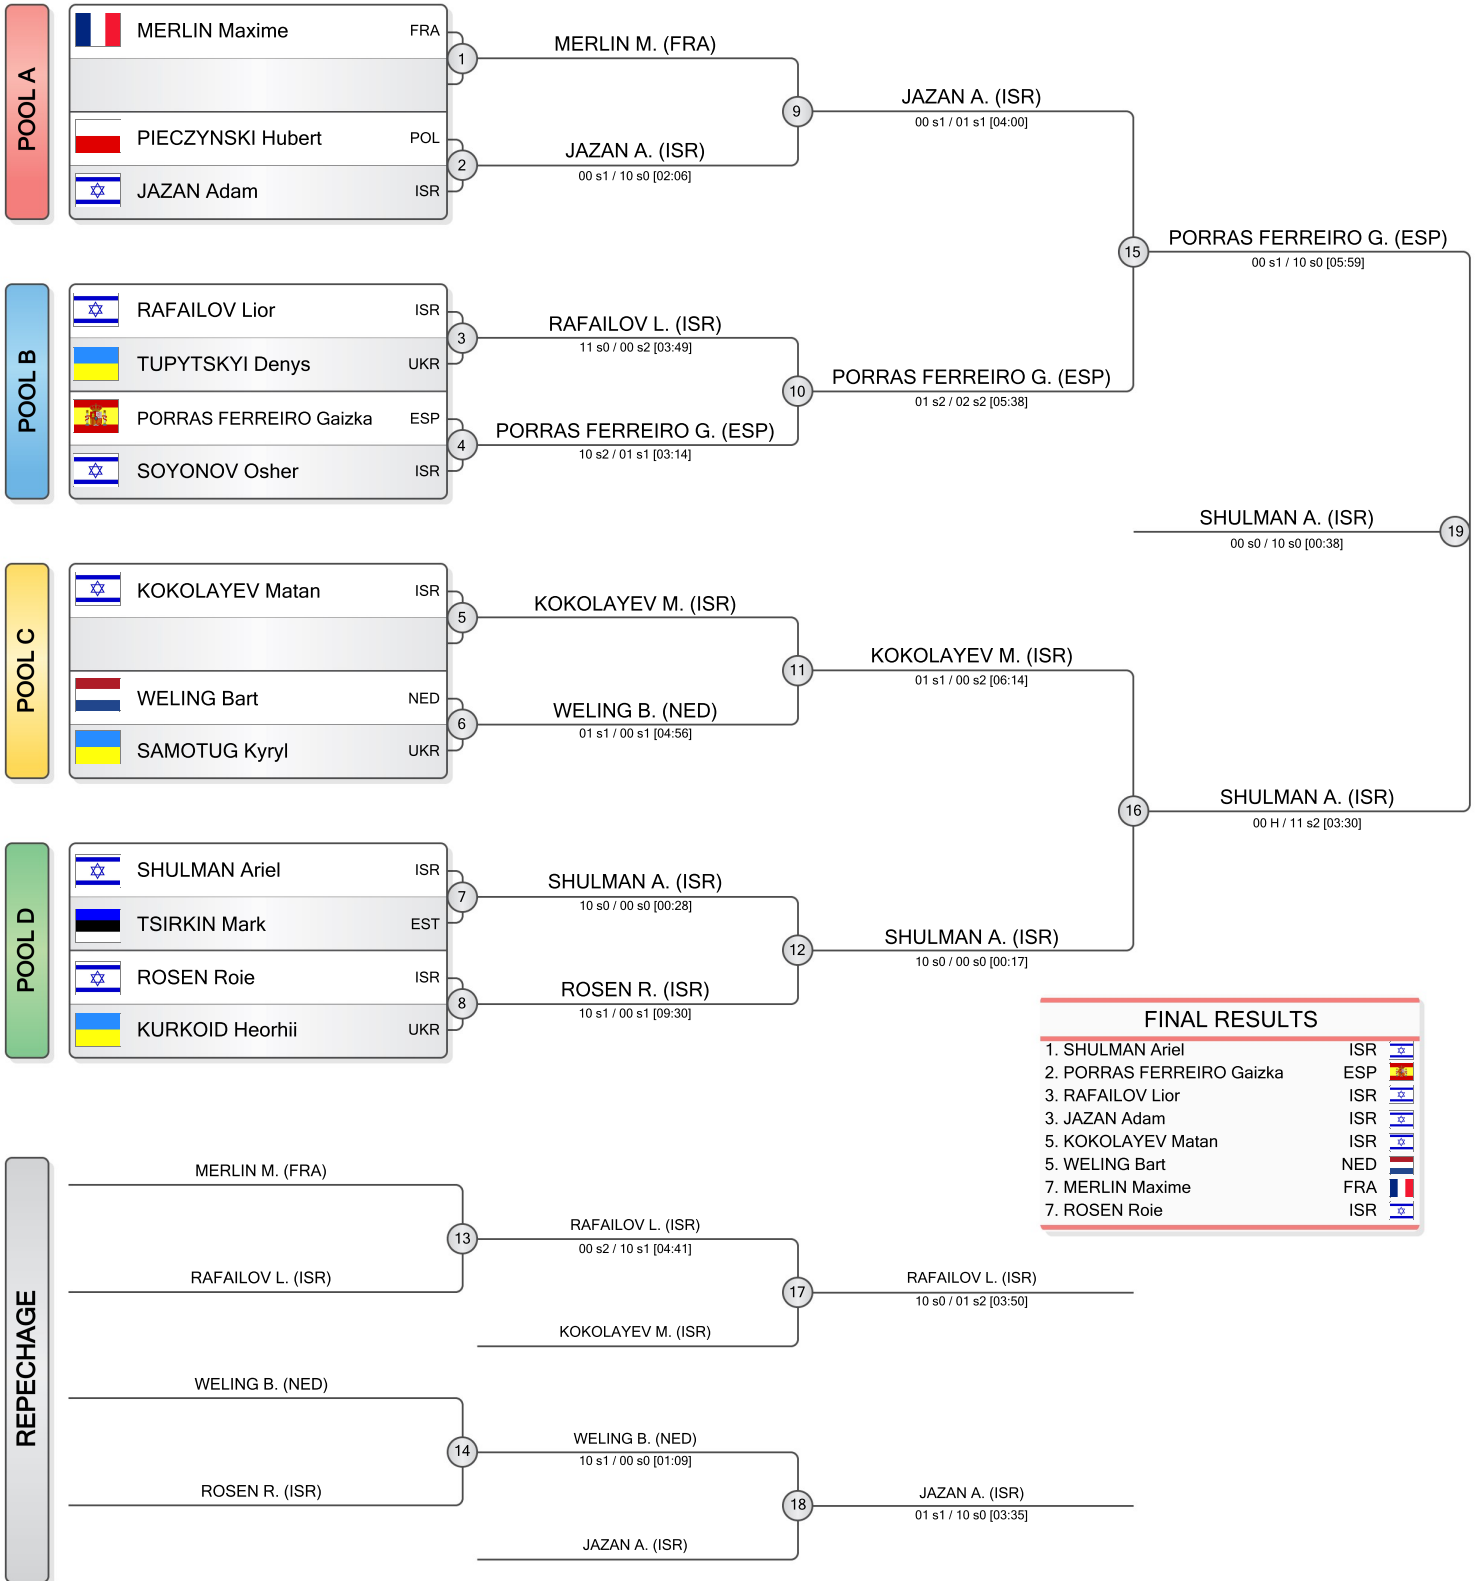 POOL A
MERLIN Maxime FRA
PIECZYNSKI Hubert POL
JAZAN Adam ISR
1
2
MERLIN M. (FRA)
JAZAN A. (ISR)
00 s1 / 10 s0 [02:06]
9
JAZAN A. (ISR)
00 s1 / 01 s1 [04:00]
POOL B
RAFAILOV Lior ISR
TUPYTSKYI Denys UKR
PORRAS FERREIRO Gaizka ESP
SOYONOV Osher ISR
3
4
RAFAILOV L. (ISR)
11 s0 / 00 s2 [03:49]
PORRAS FERREIRO G. (ESP)
10 s2 / 01 s1 [03:14]
10
PORRAS FERREIRO G. (ESP)
01 s2 / 02 s2 [05:38]
15
PORRAS FERREIRO G. (ESP)
00 s1 / 10 s0 [05:59]
SHULMAN A. (ISR)
00 s0 / 10 s0 [00:38]
19
POOL C
KOKOLAYEV Matan ISR
WELING Bart NED
SAMOTUG Kyryl UKR
5
6
KOKOLAYEV M. (ISR)
WELING B. (NED)
01 s1 / 00 s1 [04:56]
11
KOKOLAYEV M. (ISR)
01 s1 / 00 s2 [06:14]
16
SHULMAN A. (ISR)
00 H / 11 s2 [03:30]
POOL D
SHULMAN Ariel ISR
TSIRKIN Mark EST
ROSEN Roie ISR
KURKOID Heorhii UKR
7
8
SHULMAN A. (ISR)
10 s0 / 00 s0 [00:28]
ROSEN R. (ISR)
10 s1 / 00 s1 [09:30]
12
SHULMAN A. (ISR)
10 s0 / 00 s0 [00:17]
FINAL RESULTS
1. SHULMAN Ariel ISR
2. PORRAS FERREIRO Gaizka ESP
3. RAFAILOV Lior ISR
3. JAZAN Adam ISR
5. KOKOLAYEV Matan ISR
5. WELING Bart NED
7. MERLIN Maxime FRA
7. ROSEN Roie ISR
REPECHAGE
MERLIN M. (FRA)
RAFAILOV L. (ISR)
13
RAFAILOV L. (ISR)
00 s2 / 10 s1 [04:41]
KOKOLAYEV M. (ISR)
17
RAFAILOV L. (ISR)
10 s0 / 01 s2 [03:50]
WELING B. (NED)
ROSEN R. (ISR)
14
WELING B. (NED)
10 s1 / 00 s0 [01:09]
JAZAN A. (ISR)
18
JAZAN A. (ISR)
01 s1 / 10 s0 [03:35]